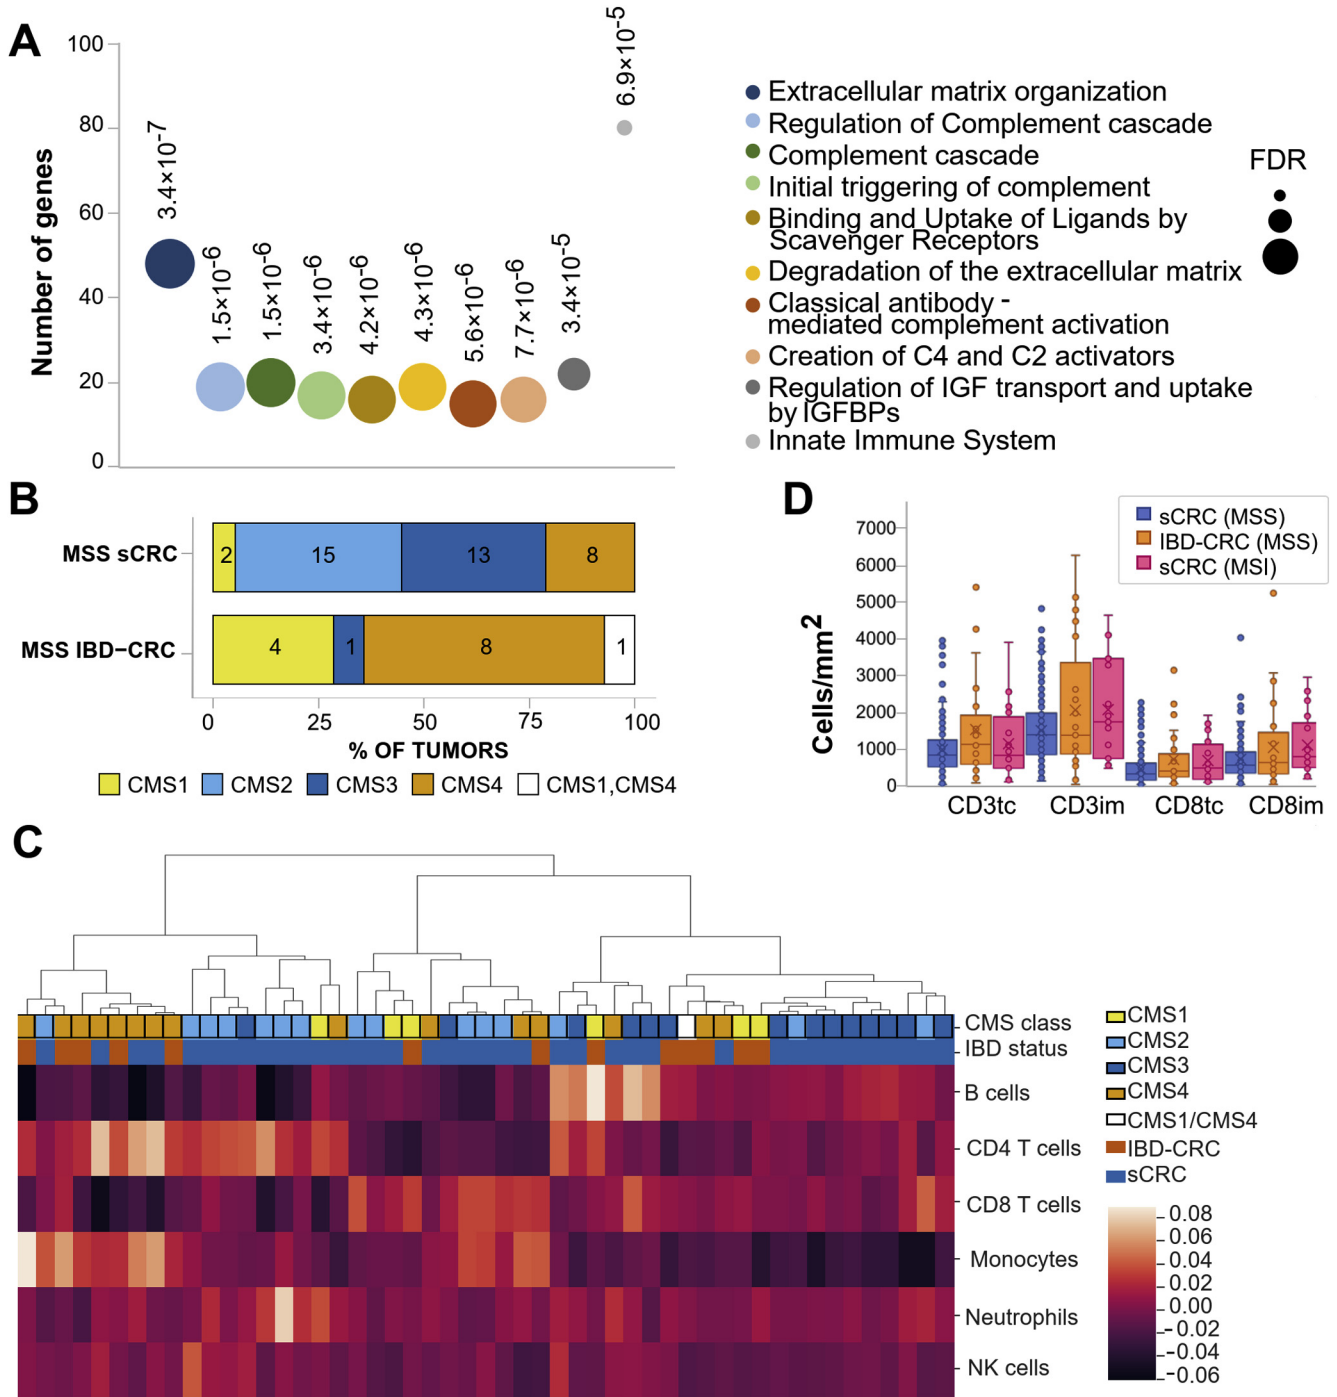 A
100
80
60
40
20
0
Number of genes
3.4×10-7
1.5×10-6
1.5×10-6
3.4×10-6
4.2×10-6
4.3×10-6
5.6×10-6
7.7×10-6
3.4×10-5
6.9×10-5
Extracellular matrix organization
Regulation of Complement cascade
Complement cascade
Initial triggering of complement
Binding and Uptake of Ligands by
Scavenger Receptors
Degradation of the extracellular matrix
Classical antibody -
mediated complement activation
Creation of C4 and C2 activators
Regulation of IGF transport and uptake
by IGFBPs
Innate Immune System
FDR
B
MSS sCRC
2 15 13 8
MSS IBD−CRC
4 1 8 1
0 25 50 75 100
% OF TUMORS
CMS1 CMS2 CMS3 CMS4 CMS1,CMS4
D
sCRC (MSS)
IBD-CRC (MSS)
sCRC (MSI)
7000
6000
5000
4000
3000
2000
1000
0
Cells/mm2
CD3tc CD3im CD8tc CD8im
C
CMS class
IBD status
B cells
CD4 T cells
CD8 T cells
Monocytes
Neutrophils
NK cells
CMS1
CMS2
CMS3
CMS4
CMS1/CMS4
IBD-CRC
sCRC
0.08
0.06
0.04
0.02
0.00
-0.02
-0.04
-0.06